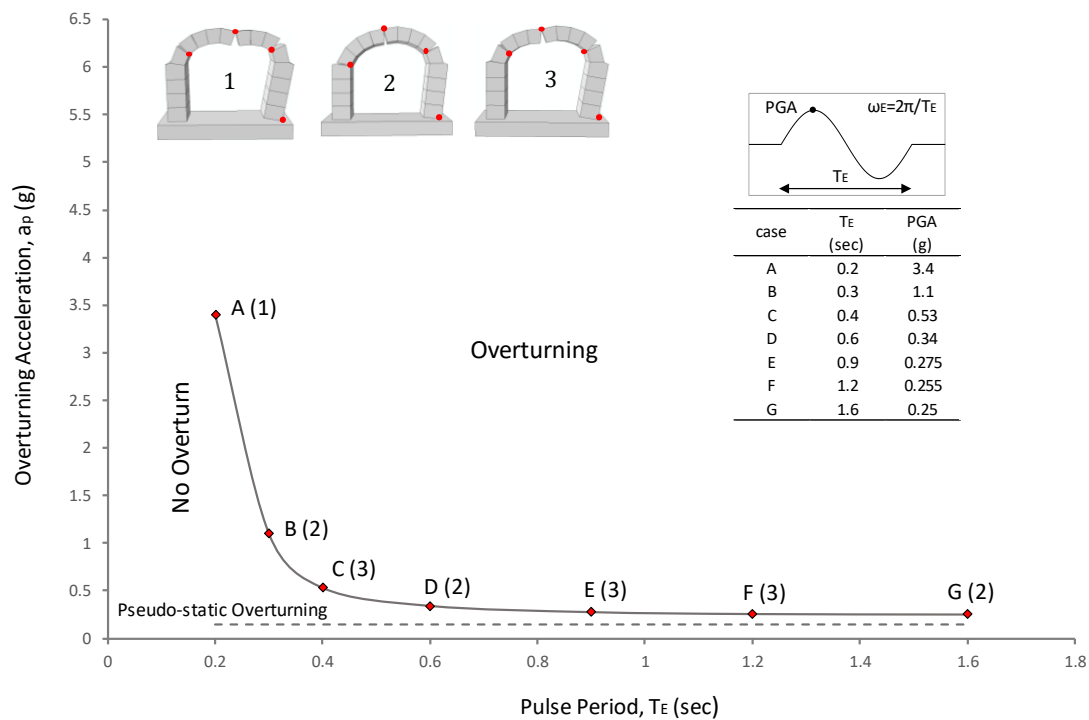 6.5
6
5.5
5
4.5
4
3.5
3
2.5
2
1.5
1
0.5
0
Overturning Acceleration, ap (g)
1
2
3
PGA
ωE=2π/TE
TE
case TE (sec) PGA (g)
A 0.2 3.4
B 0.3 1.1
C 0.4 0.53
D 0.6 0.34
E 0.9 0.275
F 1.2 0.255
G 1.6 0.25
A (1)
Overturning
No Overturn
B (2)
C (3)
D (2)
E (3)
F (3)
G (2)
Pseudo-static Overturning
0 0.2 0.4 0.6 0.8 1 1.2 1.4 1.6 1.8
Pulse Period, TE (sec)